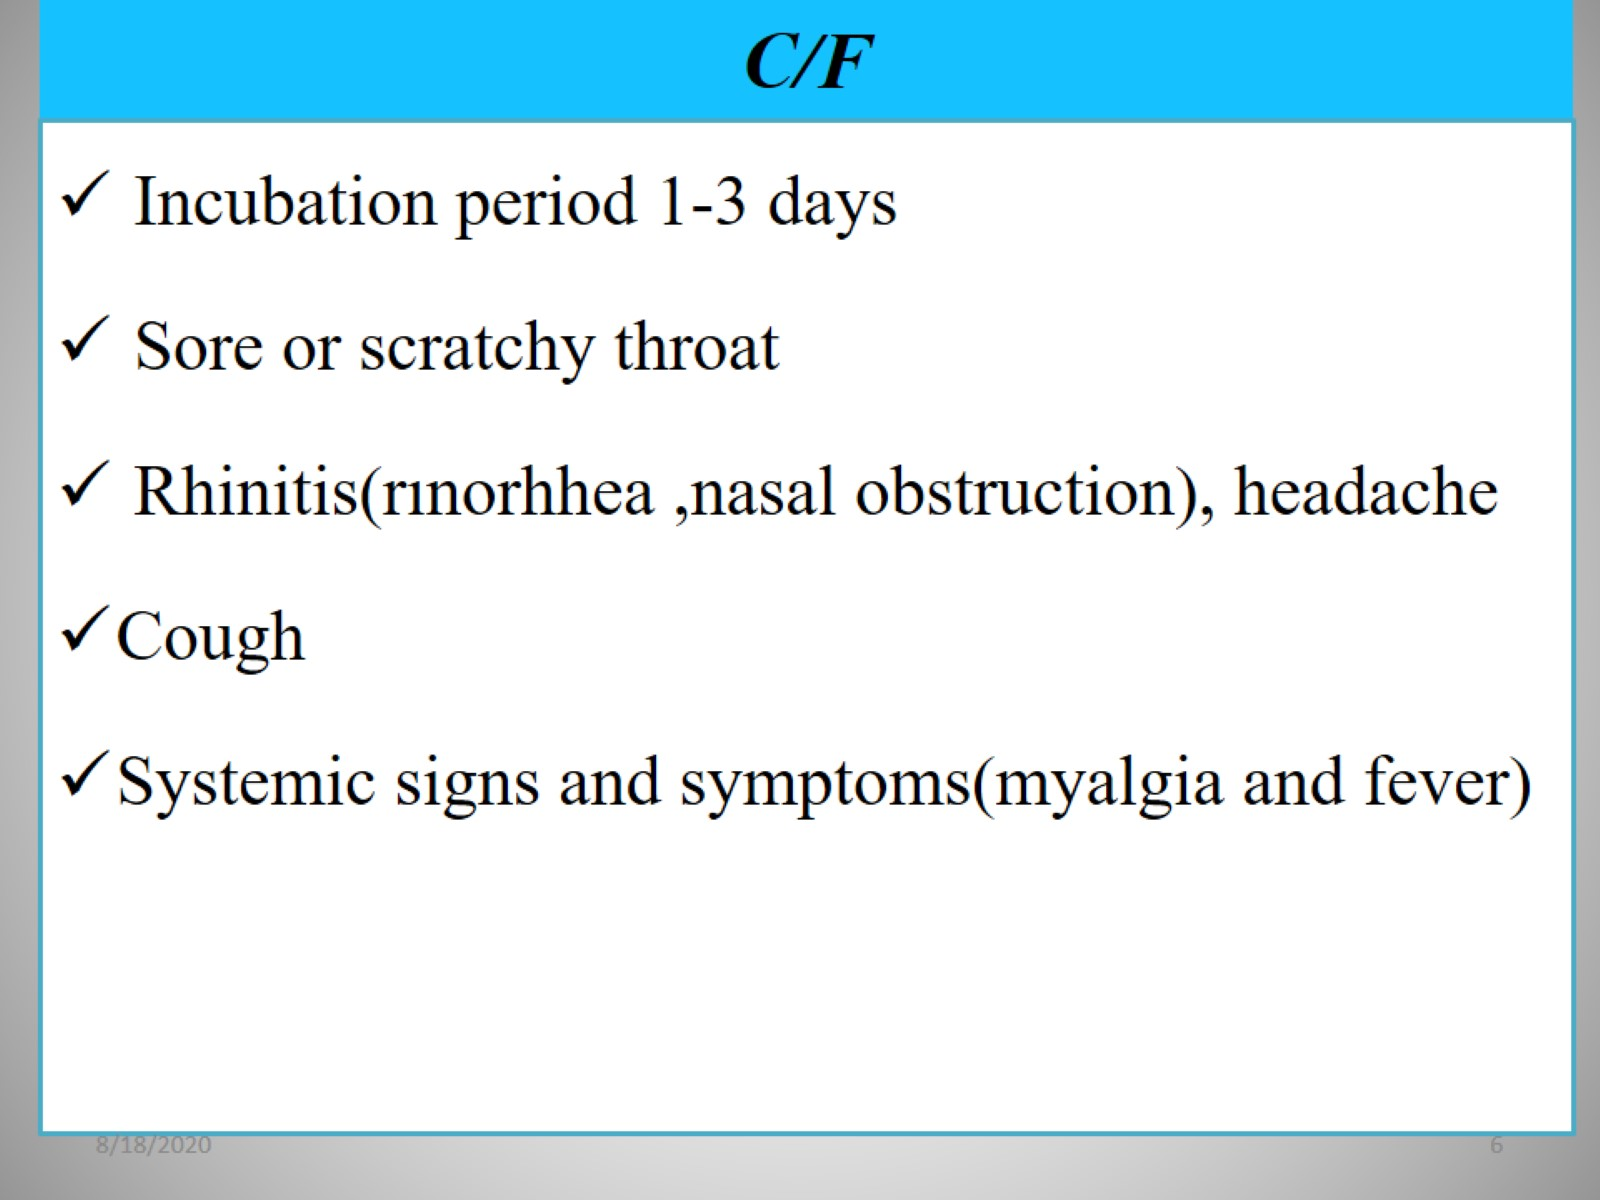 C/F
✓ Incubation period 1-3 days
✓ Sore or scratchy throat
✓ Rhinitis(rınorhhea ,nasal obstruction), headache
✓Cough
✓Systemic signs and symptoms(myalgia and fever)
8/18/2020
6